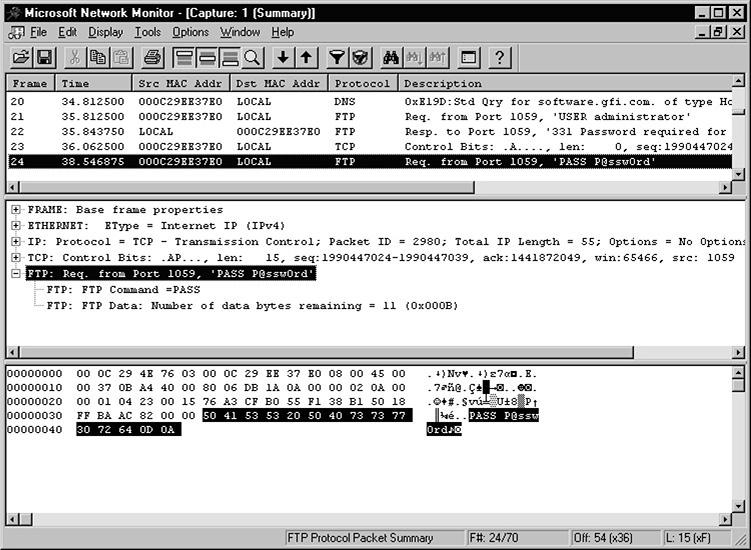 Microsoft Network Monitor - [Capture: 1 (Summary)]
File Edit Display Tools Options Window Help
Frame Time Src MAC Addr Dst MAC Addr Protocol Description
20 34.812500 000C29EE37E0 LOCAL DNS 0xE19D:Std Qry for software.gfi.com. of type Ho
21 35.812500 000C29EE37E0 LOCAL FTP Req. from Port 1059, 'USER administrator'
22 35.843750 LOCAL 000C29EE37E0 FTP Resp. to Port 1059, '331 Password required for
23 36.062500 000C29EE37E0 LOCAL TCP Control Bits: .A...., len: 0, seq:1990447024
24 38.546875 000C29EE37E0 LOCAL FTP Req. from Port 1059, 'PASS P@ssw0rd'
FRAME: Base frame properties
ETHERNET: EType = Internet IP (IPv4)
IP: Protocol = TCP - Transmission Control; Packet ID = 2980; Total IP Length = 55; Options = No Options
TCP: Control Bits: .AP..., len: 15, seq:1990447024-1990447039, ack:1441872049, win:65466, src: 1059
FTP: Req. from Port 1059, 'PASS P@ssw0rd'
FTP: FTP Command =PASS
FTP: FTP Data: Number of data bytes remaining = 11 (0x000B)
00000000 00 0C 29 4E 76 03 00 0C 29 EE 37 E0 08 00 45 00
00000010 00 37 0B A4 40 00 80 06 DB 1A 0A 00 00 02 0A 00
00000020 00 01 04 23 00 15 76 A3 CF B0 55 F1 38 B1 50 18
00000030 FF BA AC 82 00 00 50 41 53 53 20 50 40 73 73 77 PASS P@ssw
00000040 30 72 64 0D 0A 0rd♪◙
FTP Protocol Packet Summary F#: 24/70 Off: 54 (x36) L: 15 (xF)